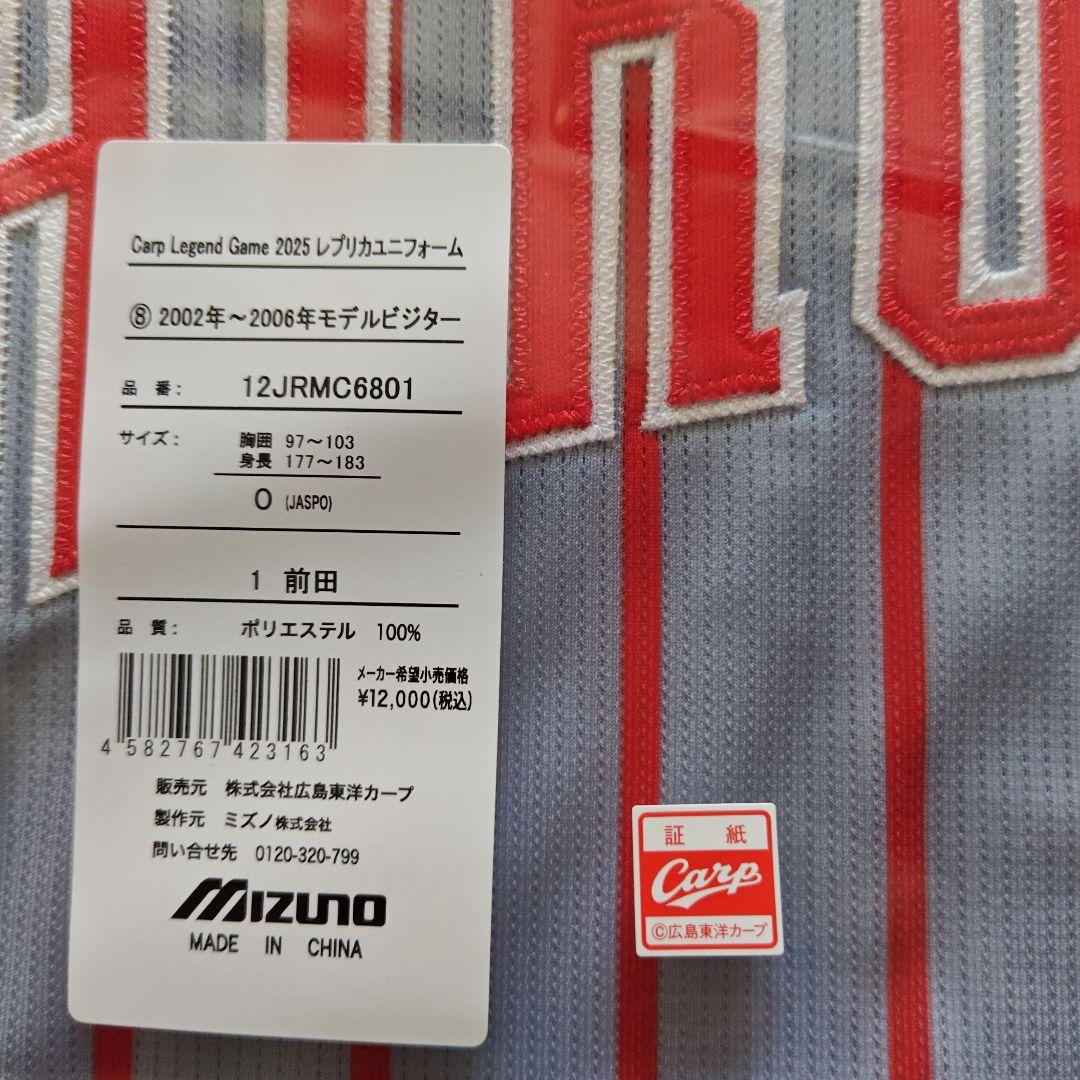 Carp Legend Game 2025 レプリカユニフォーム
⑧ 2002年～2006年モデルビジター
品 番: 12JRMC6801
サイズ: 胸囲 97～103
身長 177～183
O (JASPO)
1 前田
品 質: ポリエステル 100%
メーカー希望小売価格
¥12,000(税込)
4 582767 423163
販売元 株式会社広島東洋カープ
製作元 ミズノ株式会社
問い合せ先 0120-320-799
MIZUNO
MADE IN CHINA
証 紙
Carp
©広島東洋カープ